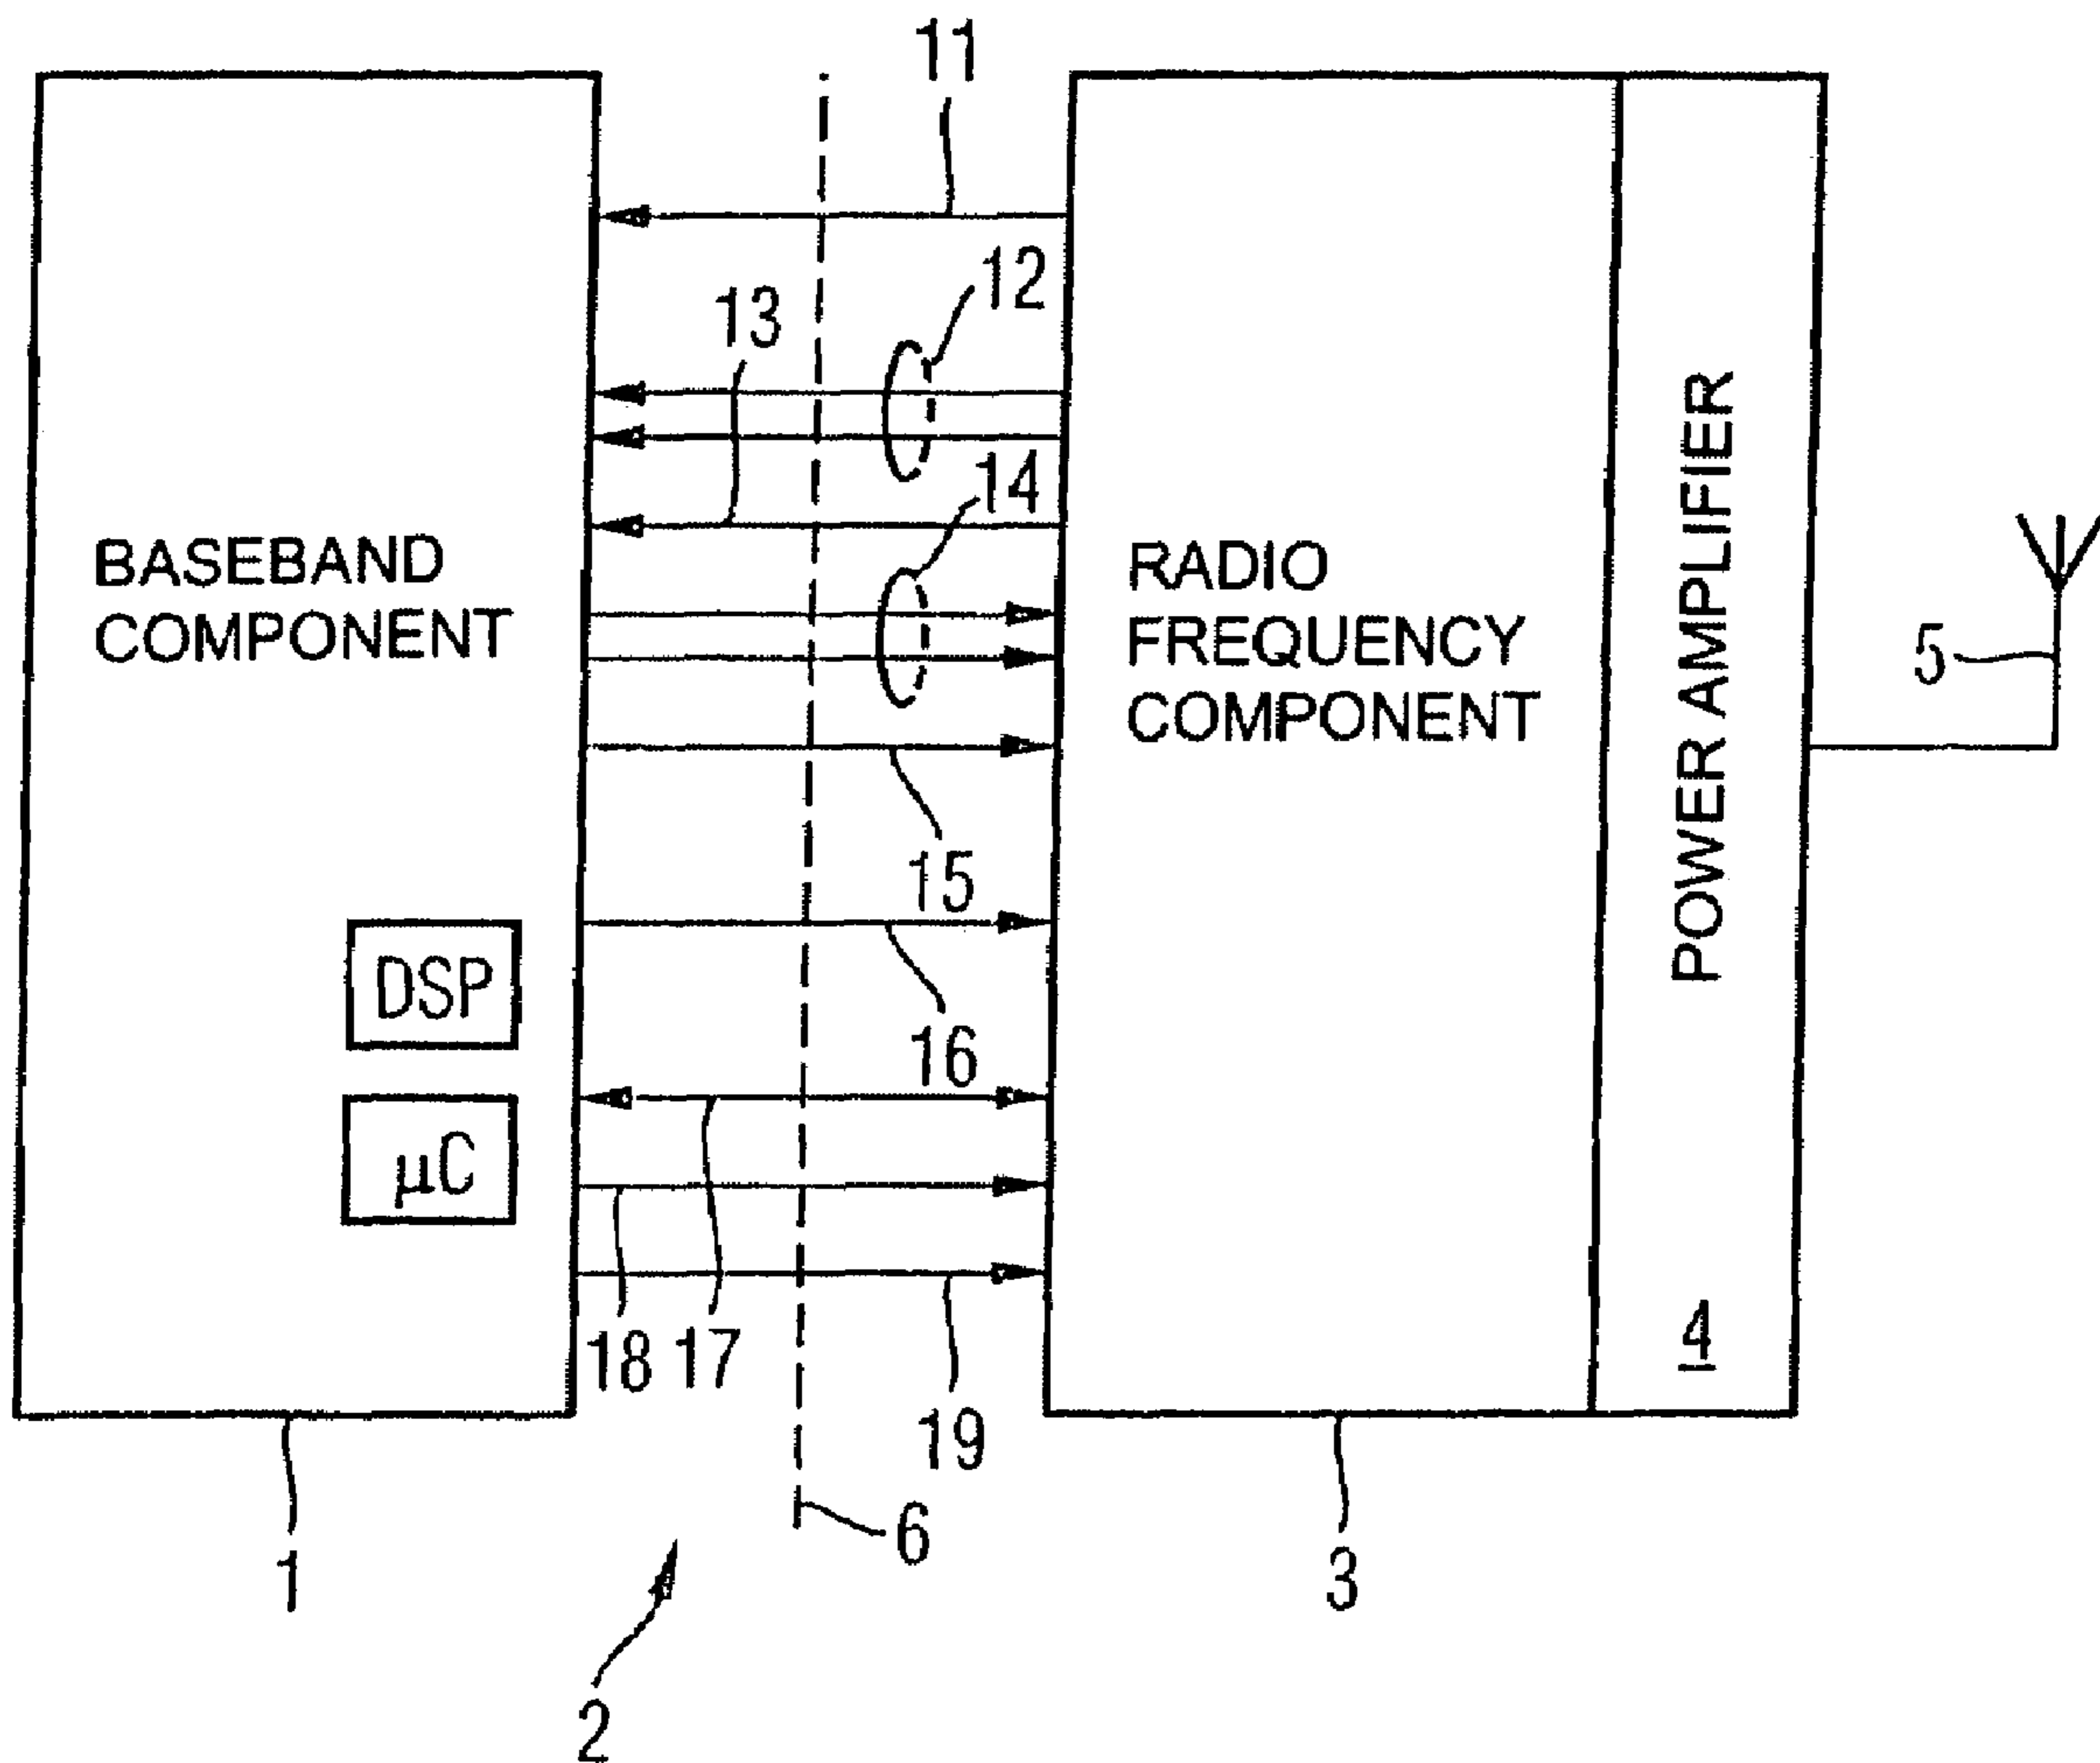 11
12
13
14
BASEBAND
COMPONENT
RADIO
FREQUENCY
COMPONENT
POWER AMPLIFIER
5
15
DSP
16
µC
18
17
19
4
6
1
3
2